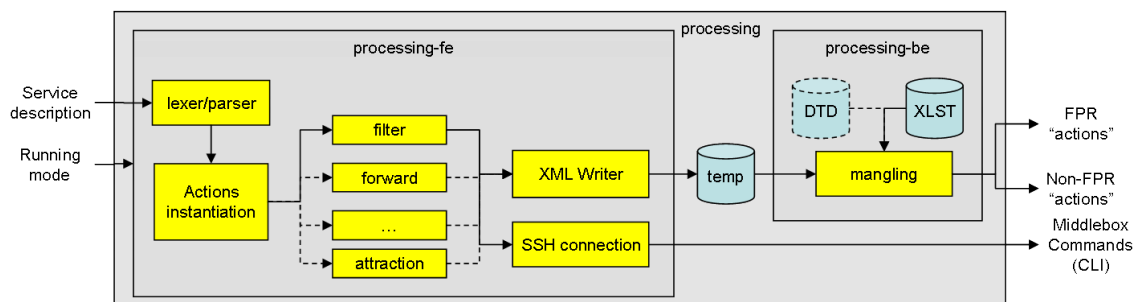 processing
processing-fe
processing-be
Service
description
lexer/parser
Running
mode
Actions
instantiation
filter
forward
...
attraction
XML Writer
SSH connection
temp
DTD
XLST
mangling
FPR
“actions”
Non-FPR
“actions”
Middlebox
Commands
(CLI)